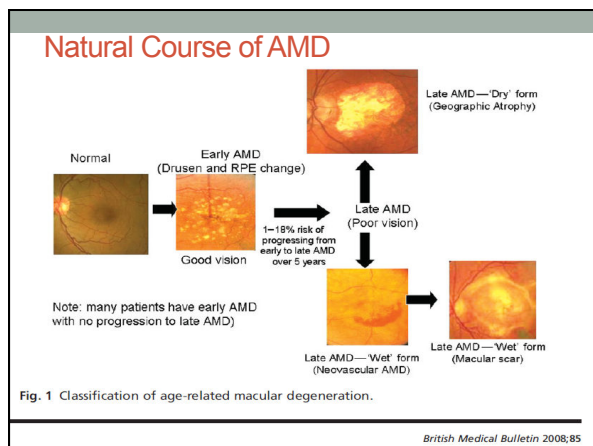 Natural Course of AMD
Late AMD—'Dry' form
(Geographic Atrophy)
Normal
Early AMD
(Drusen and RPE change)
Good vision
1–18% risk of
progressing from
early to late AMD
over 5 years
Late AMD
(Poor vision)
Note: many patients have early AMD
with no progression to late AMD)
Late AMD—'Wet' form
(Neovascular AMD)
Late AMD—'Wet' form
(Macular scar)
Fig. 1 Classification of age-related macular degeneration.
British Medical Bulletin 2008;85